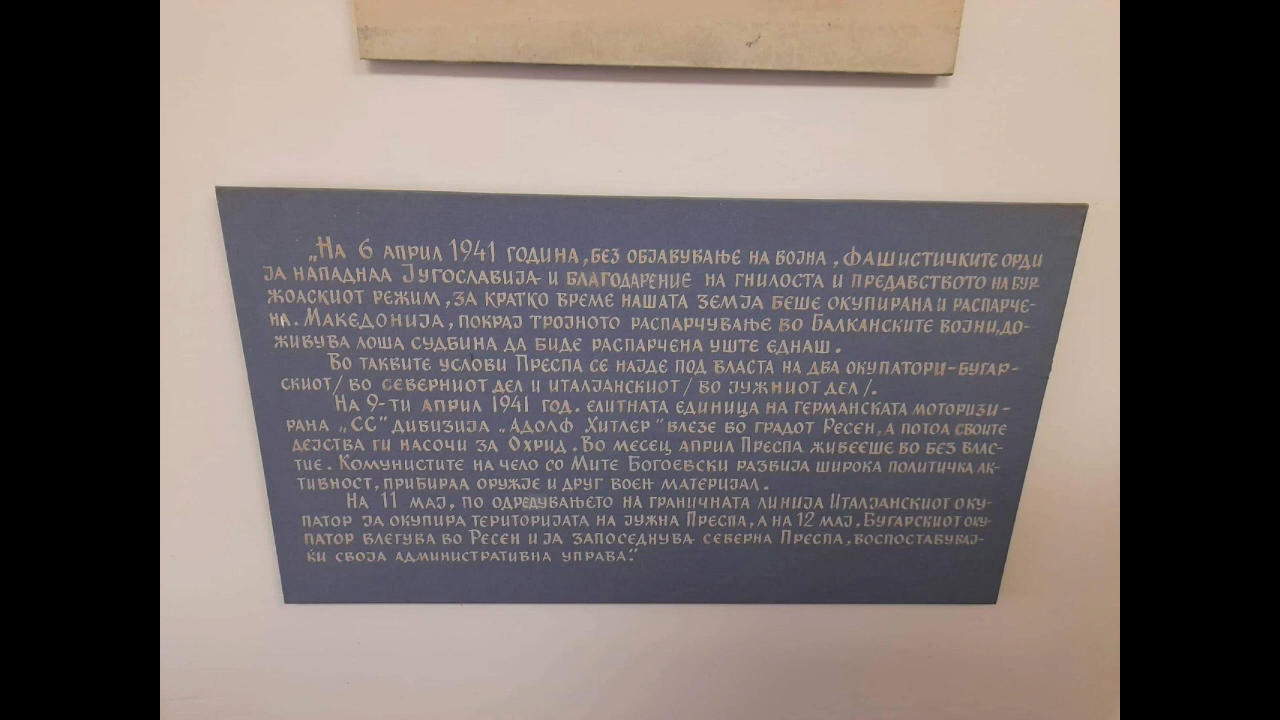 „На 6 април 1941 година, без објавување на војна, фашистичките орди
ја нападнаа Југославија и благодарение на гнилоста и предавството на бур-
жоаскиот режим, за кратко време нашата земја беше окупирана и распарче-
на. Македонија, покрај тројното распарчување во Балканските војни, до-
живува лоша судбина да биде распарчена уште еднаш.
Во таквите услови Преспа се најде под власта на два окупатори-бугар-
скиот/ во северниот дел и италјанскиот/ во јужниот дел/.
На 9-ти април 1941 год. елитната единица на германската моторизи-
рана „СС" дивизија „Адолф Хитлер" влезе во градот Ресен, а потоа своите
дејства ги насочи за Охрид. Во месец април Преспа живееше во без влас-
тие. Комунистите на чело со Мите Богоевски развија широка политичка ак-
тивност, прибирал оружје и друг воен материјал.
На 11 мај, по одредувањето на граничната линија Италјанскиот оку-
патор ја окупира територијата на јужна Преспа, а на 12 мај, Бугарскиот оку-
патор влегува во Ресен и ја запоседнува северна Преспа, воспоставувај-
ќи своја административна управа."